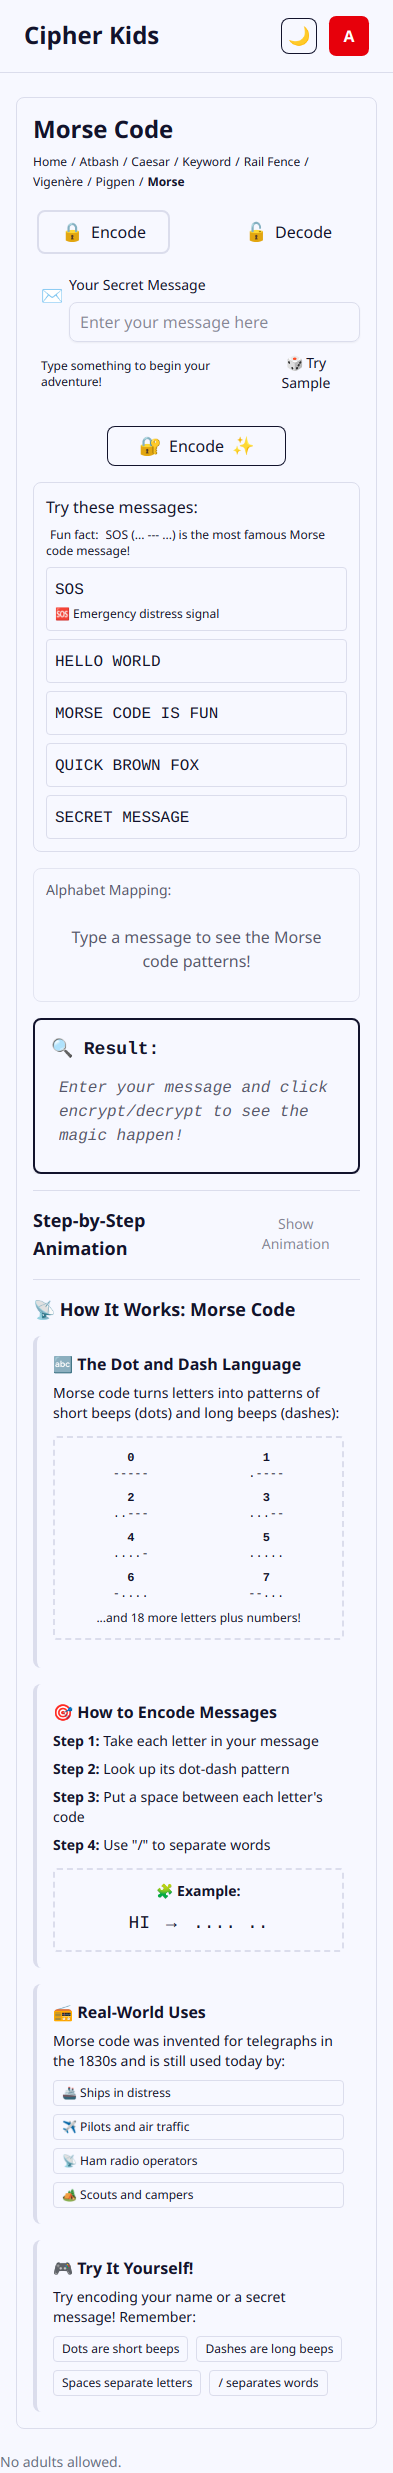 Cipher Kids
🌙 A
Morse Code
Home / Atbash / Caesar / Keyword / Rail Fence /
Vigenère / Pigpen / Morse
🔒 Encode 🔓 Decode
Your Secret Message
✉️ Enter your message here
Type something to begin your
adventure!
🎲 Try
Sample
🔐 Encode ✨
Try these messages:
Fun fact: SOS (... --- ...) is the most famous Morse
code message!
SOS
🆘 Emergency distress signal
HELLO WORLD
MORSE CODE IS FUN
QUICK BROWN FOX
SECRET MESSAGE
Alphabet Mapping:
Type a message to see the Morse
code patterns!
🔍 Result:
Enter your message and click
encrypt/decrypt to see the
magic happen!
Step-by-Step
Animation
Show
Animation
📡 How It Works: Morse Code
🔤 The Dot and Dash Language
Morse code turns letters into patterns of
short beeps (dots) and long beeps (dashes):
0 1
----- .----
2 3
..--- ...--
4 5
....- .....
6 7
-.... --...
...and 18 more letters plus numbers!
🎯 How to Encode Messages
Step 1: Take each letter in your message
Step 2: Look up its dot-dash pattern
Step 3: Put a space between each letter's
code
Step 4: Use "/" to separate words
🧩 Example:
HI → .... ..
📻 Real-World Uses
Morse code was invented for telegraphs in
the 1830s and is still used today by:
🚢 Ships in distress
✈️ Pilots and air traffic
📡 Ham radio operators
🏕️ Scouts and campers
🎮 Try It Yourself!
Try encoding your name or a secret
message! Remember:
Dots are short beeps Dashes are long beeps
Spaces separate letters / separates words
No adults allowed.